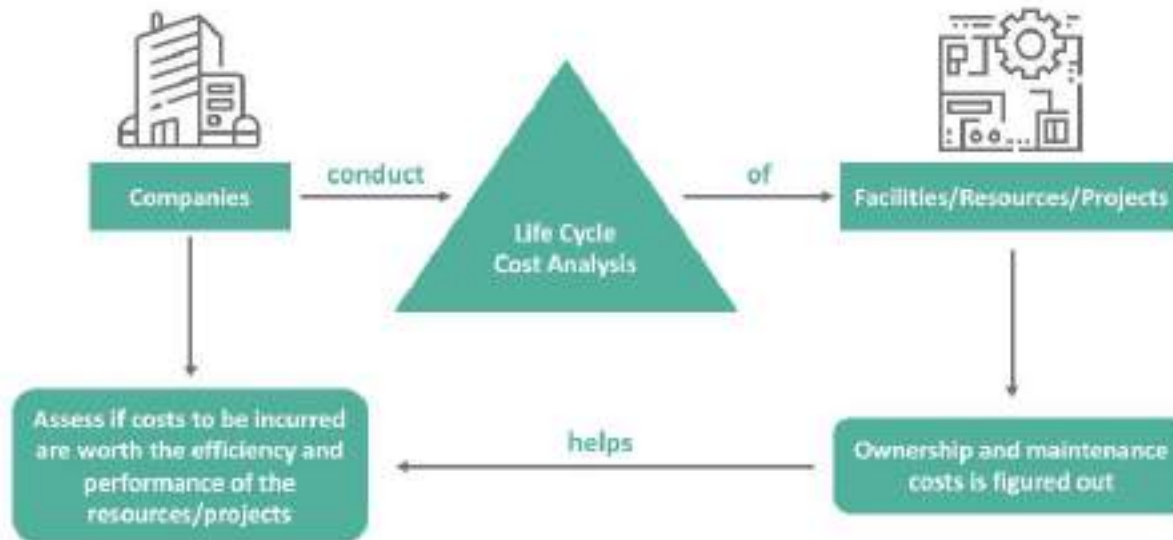 Companies
conduct
Life Cycle
Cost Analysis
of
Facilities/Resources/Projects
Assess if costs to be incurred
are worth the efficiency and
performance of the
resources/projects
helps
Ownership and maintenance
costs is figured out